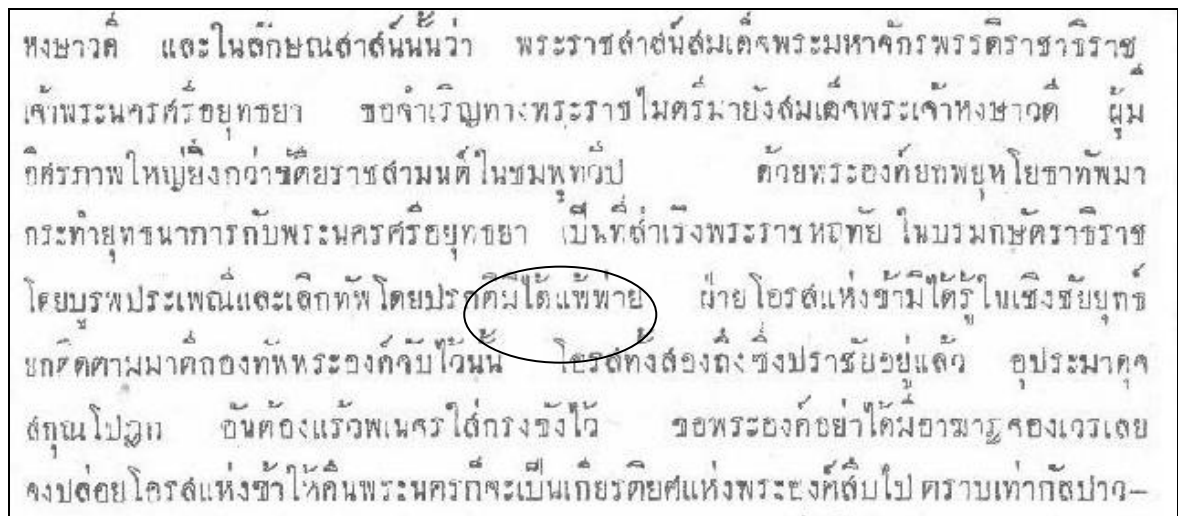 หงษาวดี และในลักษณสาส์นนั้นว่า พระราชสาส์นสมเด็จพระมหาจักรพรรดิราชาธิราช
เจ้าพระนครศรีอยุทธยา ขอจำเริญทางพระราชไมตรีมายังสมเด็จพระเจ้าหงษาวดี ผู้มี
อิศรภาพใหญ่ยิ่งกว่าขัติยราชสามนต์ในชมพูทวีป ด้วยพระองค์ยกพยุหโยธาทัพมา
กระทำยุทธนาการกับพระนครศรีอยุทธยา เป็นที่สำเริงพระราชหฤทัย ในบรมกษัตราธิราช
โดยบูรพประเพณีและเลิกทัพโดยปรกติมิได้แพ้พ่าย ฝ่ายโอรสแห่งข้ามิได้รู้ในเชิงชัยยุทธ์
ยกติดตามมาตีกองทัพพระองค์จับไว้นั้น โอรสทั้งสองถึงซึ่งปราชัยอยู่แล้ว อุประมาดุจ
สกุณโปฎก อันต้องแร้วพเนจรใส่กรงขังไว้ ขอพระองค์อย่าได้มีอาฆาฏจองเวรเลย
จงปล่อยโอรสแห่งข้าให้คืนพระนครก็จะเป็นเกียรติยศแห่งพระองค์สืบไป ตราบเท่ากัลปาว–